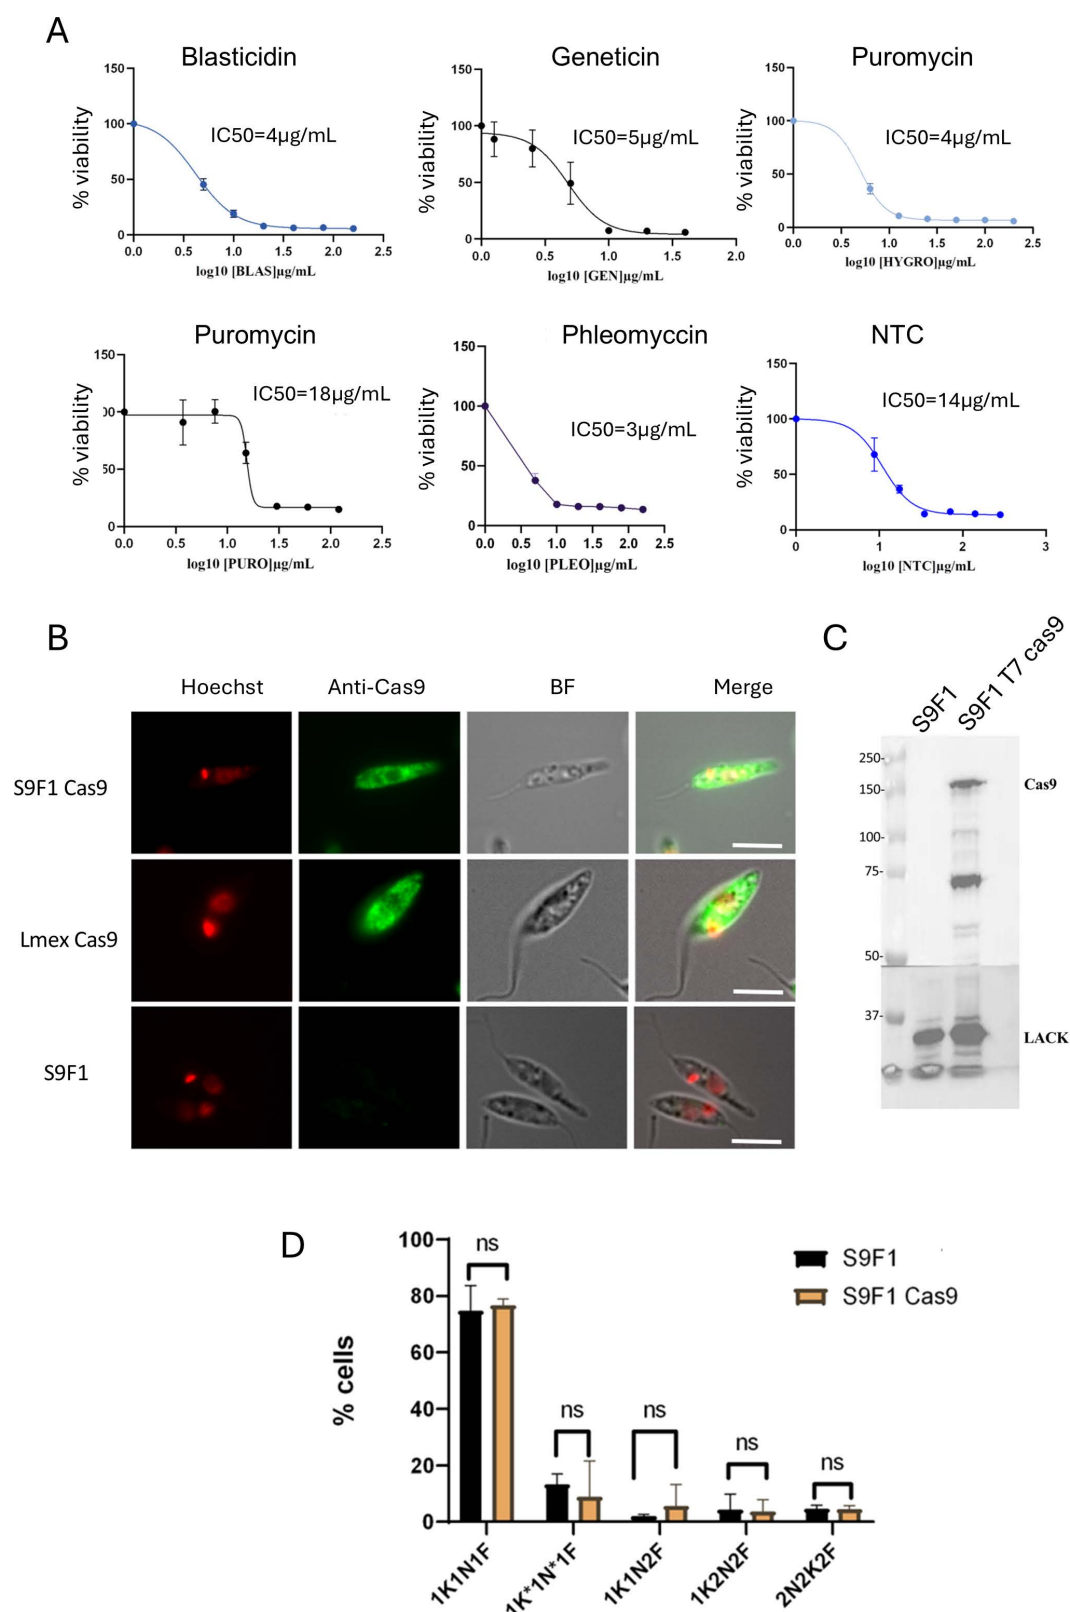 A
Blasticidin
150
100
50
0
% viability
IC50=4µg/mL
0.0 0.5 1.0 1.5 2.0 2.5
log10 [BLAS]µg/mL
Geneticin
150
100
50
0
% viability
IC50=5µg/mL
0.0 0.5 1.0 1.5 2.0
log10 [GEN]µg/mL
Puromycin
150
100
50
0
% viability
IC50=4µg/mL
0.0 0.5 1.0 1.5 2.0 2.5
log10 [HYGRO]µg/mL
Puromycin
150
00
50
0
% viability
IC50=18µg/mL
0.0 0.5 1.0 1.5 2.0 2.5
log10 [PURO]µg/mL
Phleomyccin
150
100
50
0
% viability
IC50=3µg/mL
0.0 0.5 1.0 1.5 2.0 2.5
log10 [PLEO]µg/mL
NTC
150
100
50
0
% viability
IC50=14µg/mL
0 1 2 3
log10 [NTC]µg/mL
B
Hoechst Anti-Cas9 BF Merge
S9F1 Cas9
Lmex Cas9
S9F1
C
S9F1 S9F1 T7 cas9
250-
150-
100-
75-
50-
37-
Cas9
LACK
D
% cells
100
80
60
40
20
0
ns
ns
ns
ns
ns
S9F1
S9F1 Cas9
1K1N1F
1K*1N*1F
1K1N2F
1K2N2F
2N2K2F